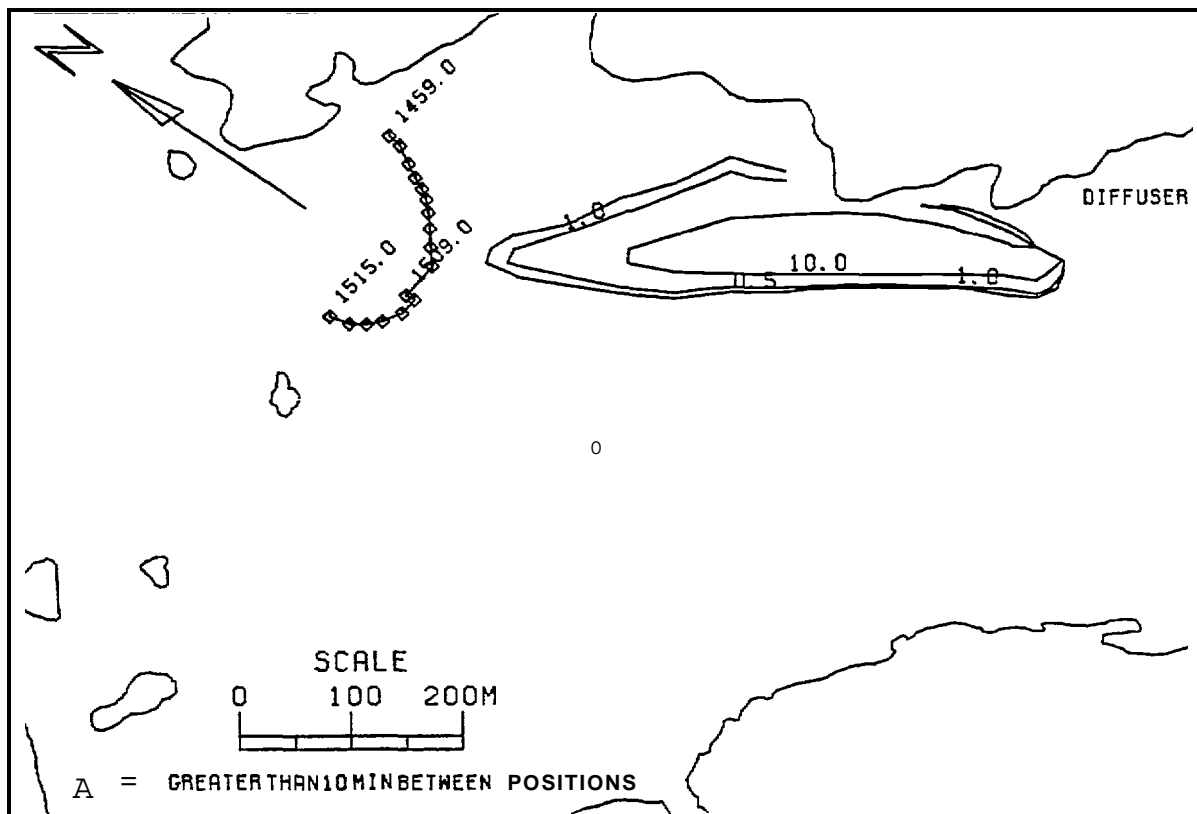 N
1459.0
DIFFUSER
1.0
1509.0
1515.0
10.0
0.5
1.0
0
SCALE
0 100 200M
A = GREATER THAN 10 MIN BETWEEN POSITIONS